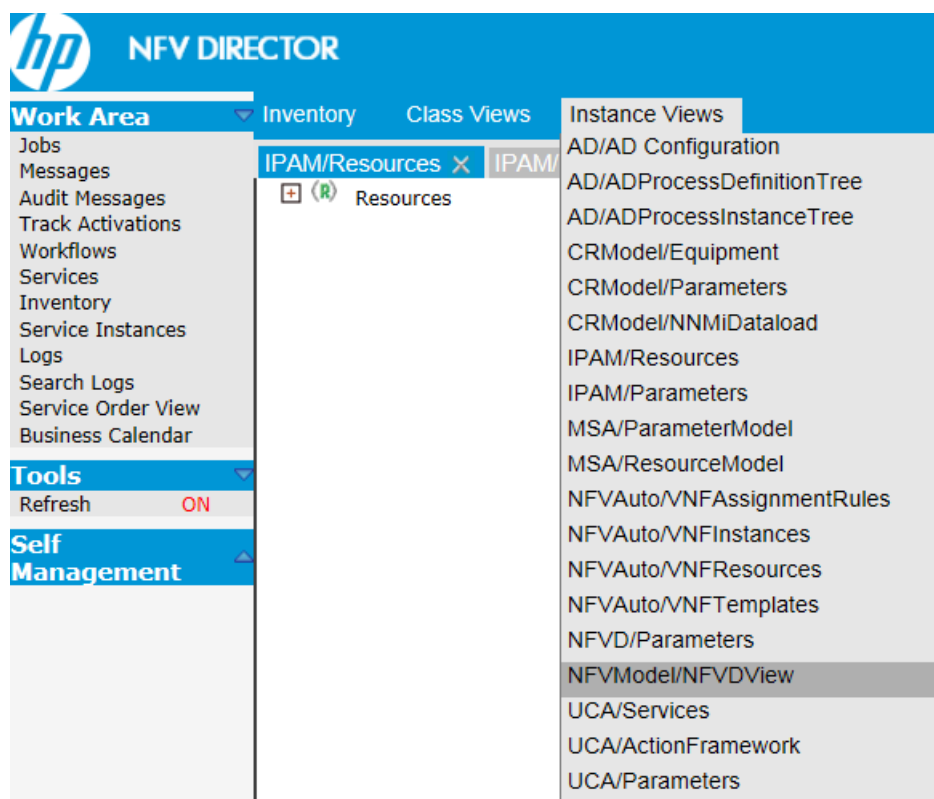 hp NFV DIRECTOR
Work Area
Jobs
Messages
Audit Messages
Track Activations
Workflows
Services
Inventory
Service Instances
Logs
Search Logs
Service Order View
Business Calendar
Tools
Refresh ON
Self
Management
Inventory Class Views Instance Views
IPAM/Resources X IPAM/
(R) Resources
AD/AD Configuration
AD/ADProcessDefinitionTree
AD/ADProcessInstanceTree
CRModel/Equipment
CRModel/Parameters
CRModel/NNMiDataload
IPAM/Resources
IPAM/Parameters
MSA/ParameterModel
MSA/ResourceModel
NFVAuto/VNFAssignmentRules
NFVAuto/VNFInstances
NFVAuto/VNFResources
NFVAuto/VNFTemplates
NFVD/Parameters
NFVModel/NFVDView
UCA/Services
UCA/ActionFramework
UCA/Parameters